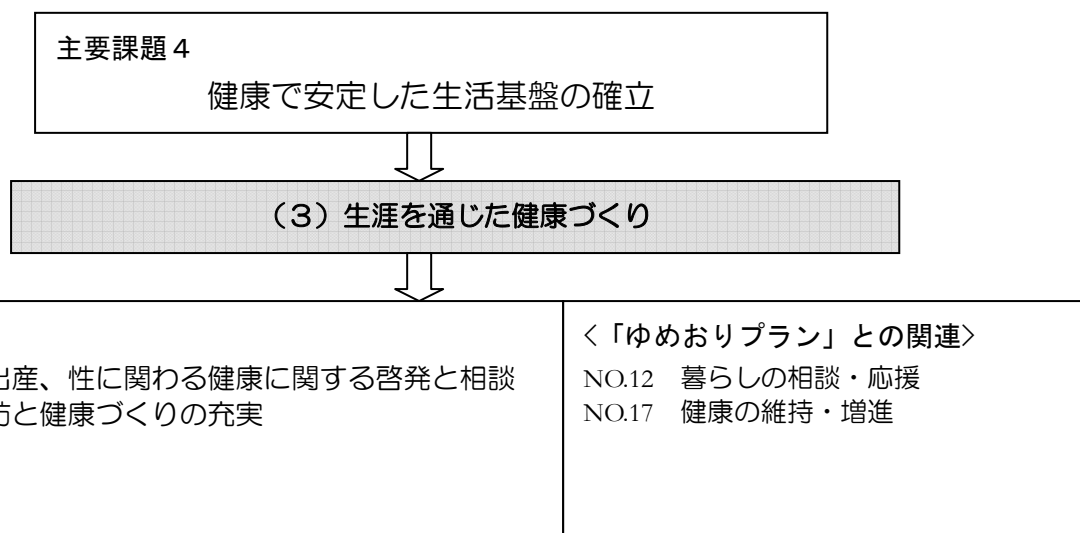 主要課題４
健康で安定した生活基盤の確立
（３）生涯を通じた健康づくり
出産、性に関わる健康に関する啓発と相談
と健康づくりの充実
＜「ゆめおりプラン」との関連＞
NO.12　暮らしの相談・応援
NO.17　健康の維持・増進